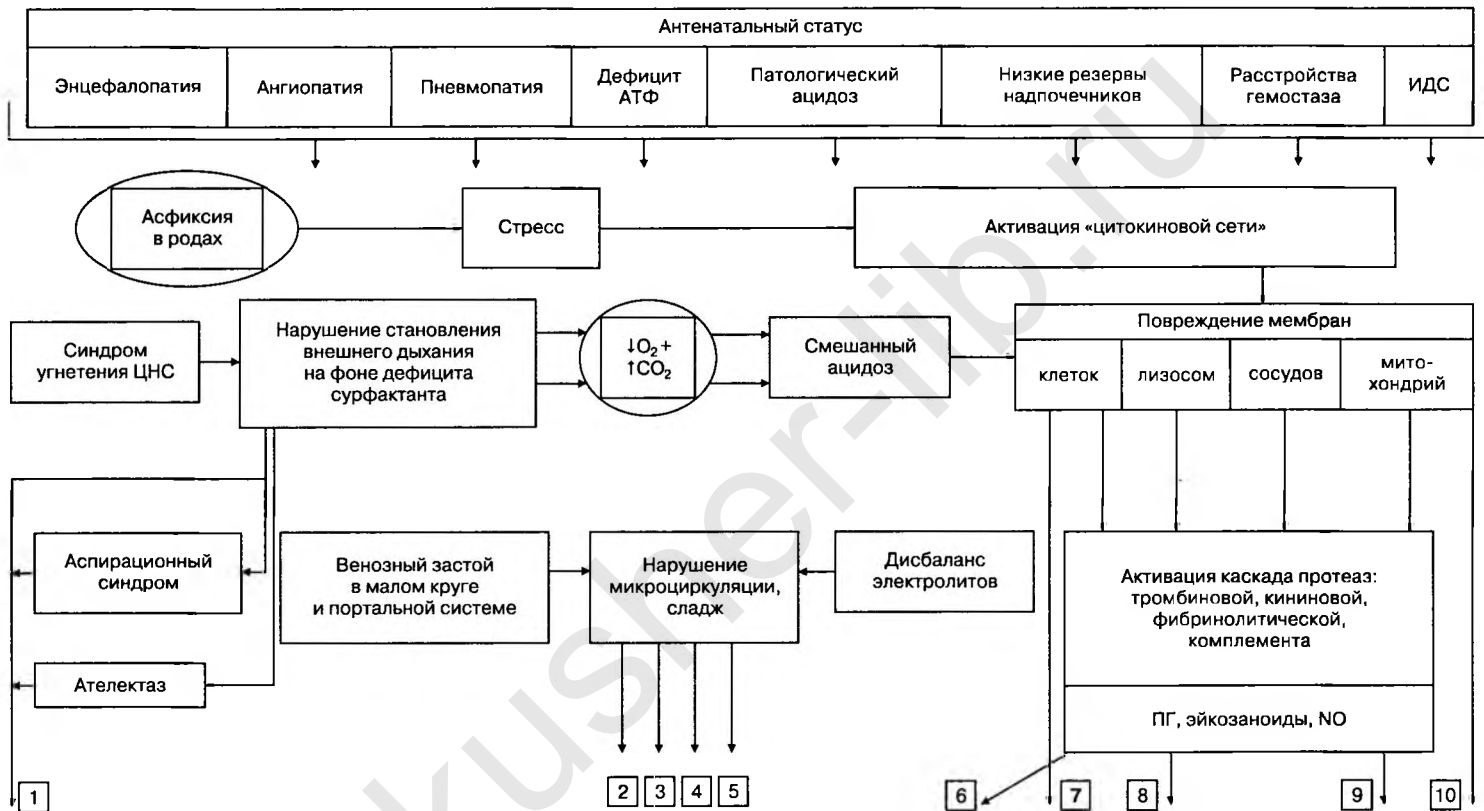 Антенатальный статус
Энцефалопатия
Ангиопатия
Пневмопатия
Дефицит
АТФ
Патологический
ацидоз
Низкие резервы
надпочечников
Расстройства
гемостаза
ИДС
Асфиксия
в родах
Стресс
Активация «цитокиновой сети»
Синдром
угнетения ЦНС
Нарушение становления
внешнего дыхания
на фоне дефицита
сурфактанта
↓O₂ +
↑CO₂
Смешанный
ацидоз
Повреждение мембран
клеток
лизосом
сосудов
мито-
хондрий
Аспирационный
синдром
Венозный застой
в малом круге
и портальной системе
Нарушение
микроциркуляции,
сладж
Дисбаланс
электролитов
Активация каскада протеаз:
тромбиновой, кининовой,
фибринолитической,
комплемента
Ателектаз
ПГ, эйкозаноиды, NO
1
2
3
4
5
6
7
8
9
10
kusher-lib.ru